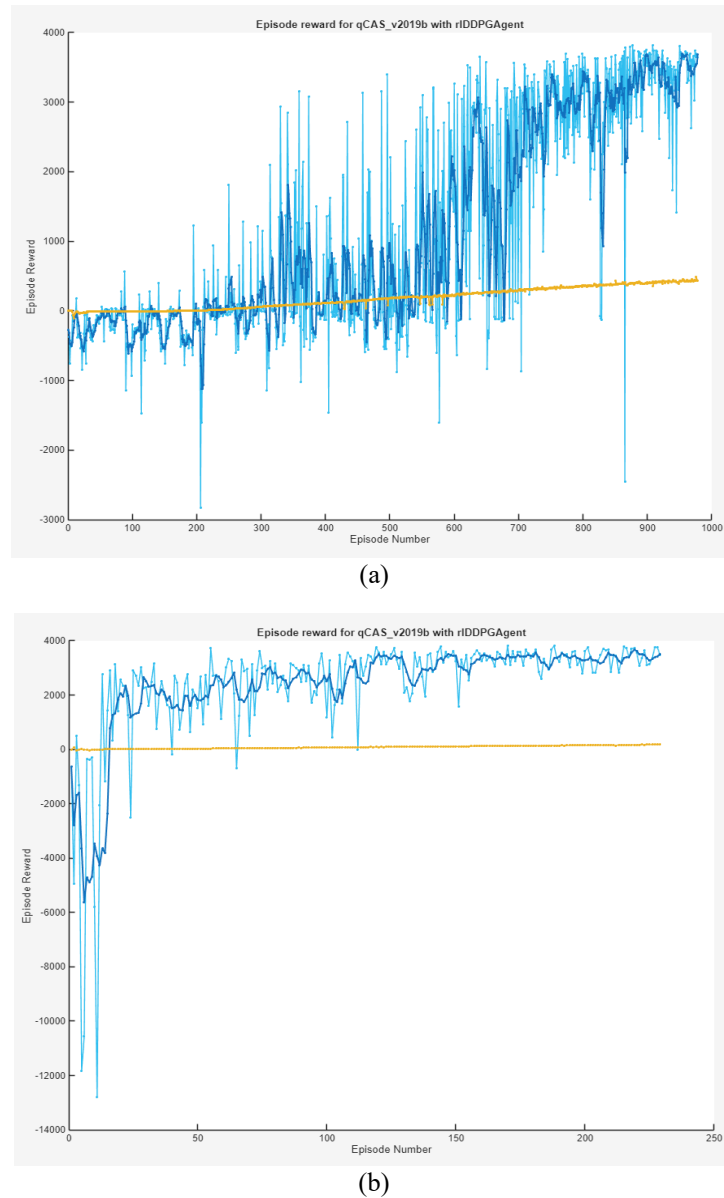 Episode reward for qCAS_v2019b with rlDDPGAgent
4000
3000
2000
1000
0
-1000
-2000
-3000
Episode Reward
0 100 200 300 400 500 600 700 800 900 1000
Episode Number
(a)
Episode reward for qCAS_v2019b with rlDDPGAgent
4000
2000
0
-2000
-4000
-6000
-8000
-10000
-12000
-14000
Episode Reward
0 50 100 150 200 250
Episode Number
(b)